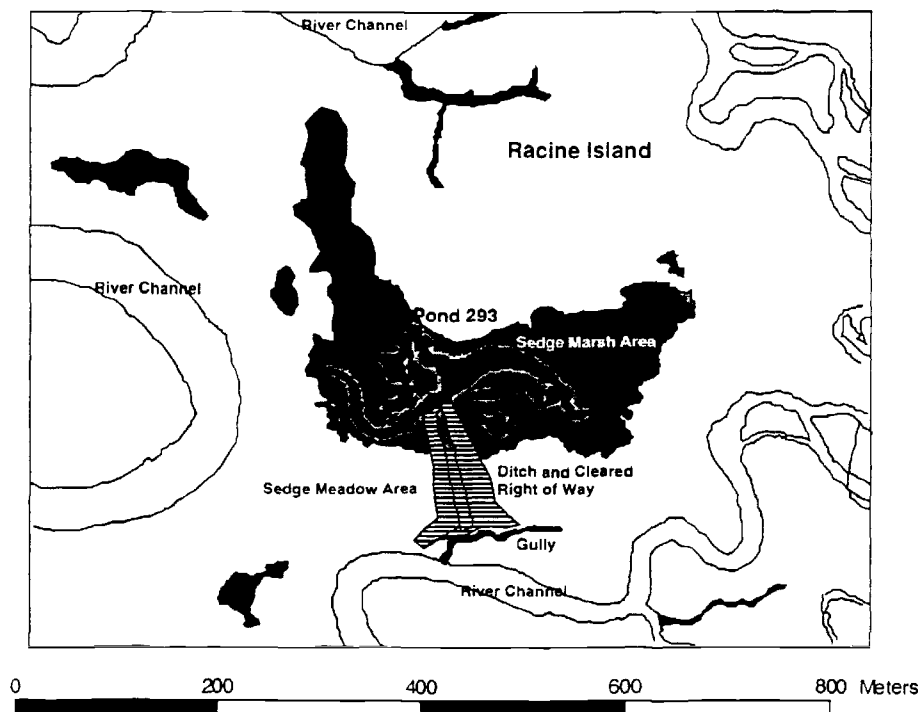 River Channel
Racine Island
River Channel
Pond 293
Sedge Marsh Area
Ditch and Cleared
Right of Way
Sedge Meadow Area
Gully
River Channel
0 200 400 600 800 Meters